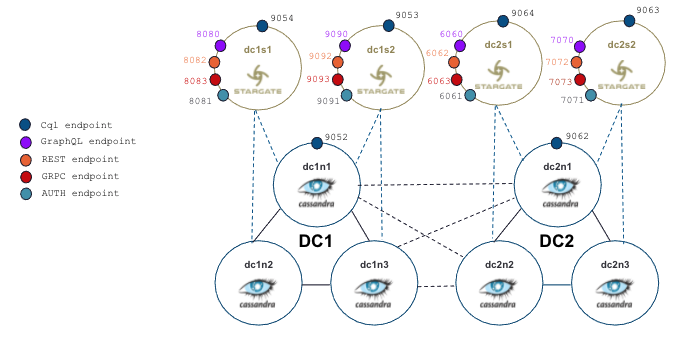 9054
8080
dc1s1
8082
8083
STARGATE
8081
9053
9090
dc1s2
9092
9093
STARGATE
9091
9064
6060
dc2s1
6062
6063
STARGATE
6061
9063
7070
dc2s2
7072
7073
STARGATE
7071
Cql endpoint
GraphQL endpoint
REST endpoint
GRPC endpoint
AUTH endpoint
9052
dc1n1
cassandra
9062
dc2n1
cassandra
DC1
DC2
dc1n2
cassandra
dc1n3
cassandra
dc2n2
cassandra
dc2n3
cassandra